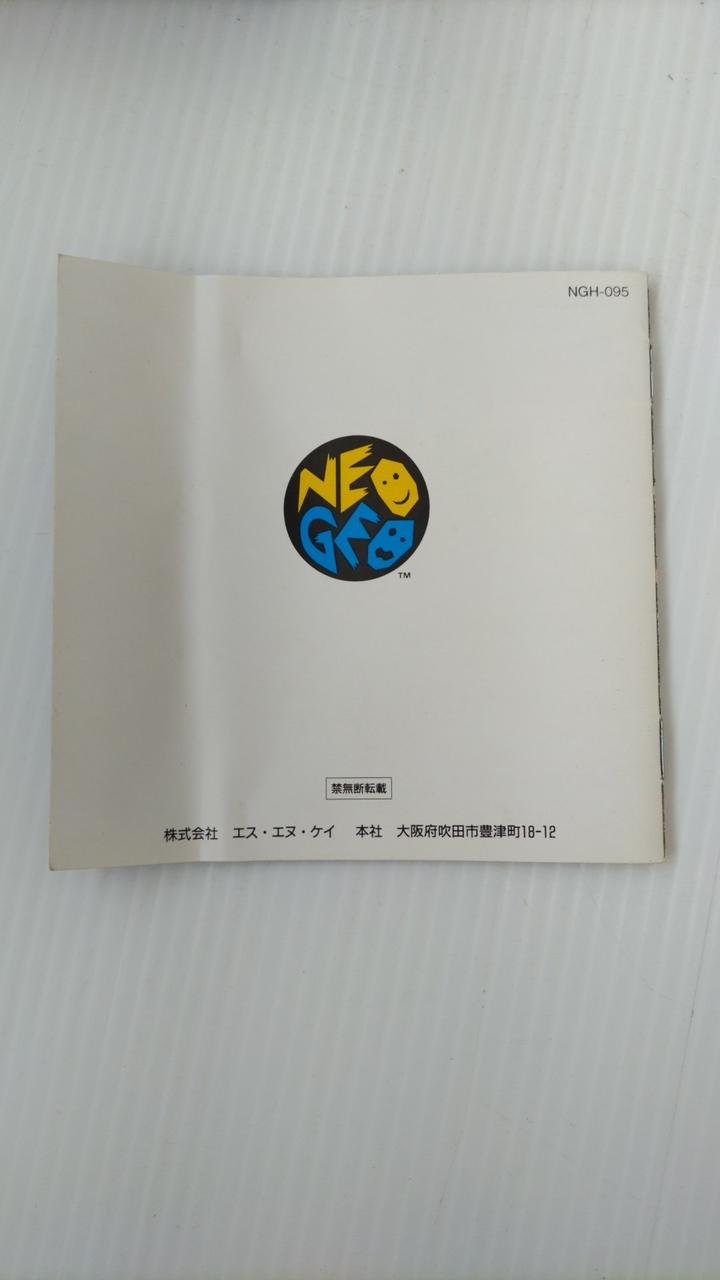 NGH-095
NEO
GEO
TM
禁無断転載
株式会社 エス・エヌ・ケイ 本社 大阪府吹田市豊津町18-12